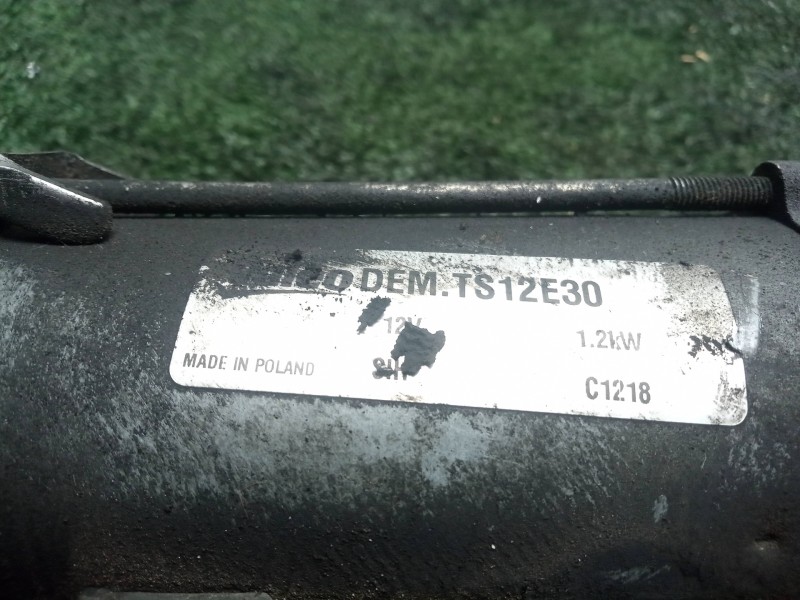 DEM.TS12E30
12V 1.2kW
MADE IN POLAND
C1218